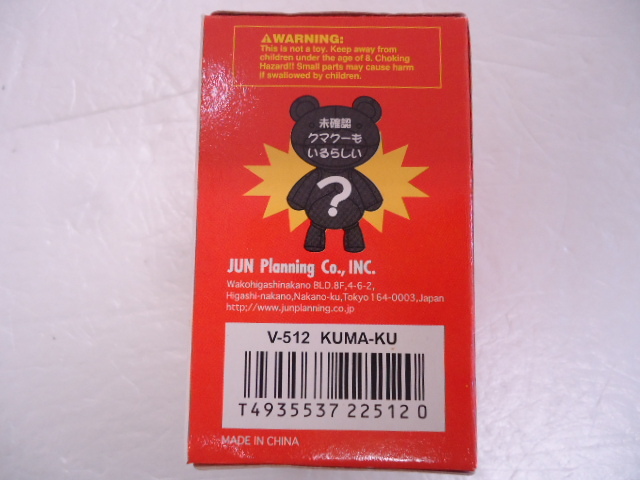 ⚠WARNING:
This is not a toy. Keep away from
children under the age of 8. Choking
Hazard!! Small parts may cause harm
if swallowed by children.
未確認
クマクーも
いるらしい
?
JUN Planning Co., INC.
Wakohigashinakano BLD.8F,4-6-2,
Higashi-nakano,Nakano-ku,Tokyo 164-0003,Japan
http://www.junplanning.co.jp
V-512 KUMA-KU
T4935537 225120
MADE IN CHINA